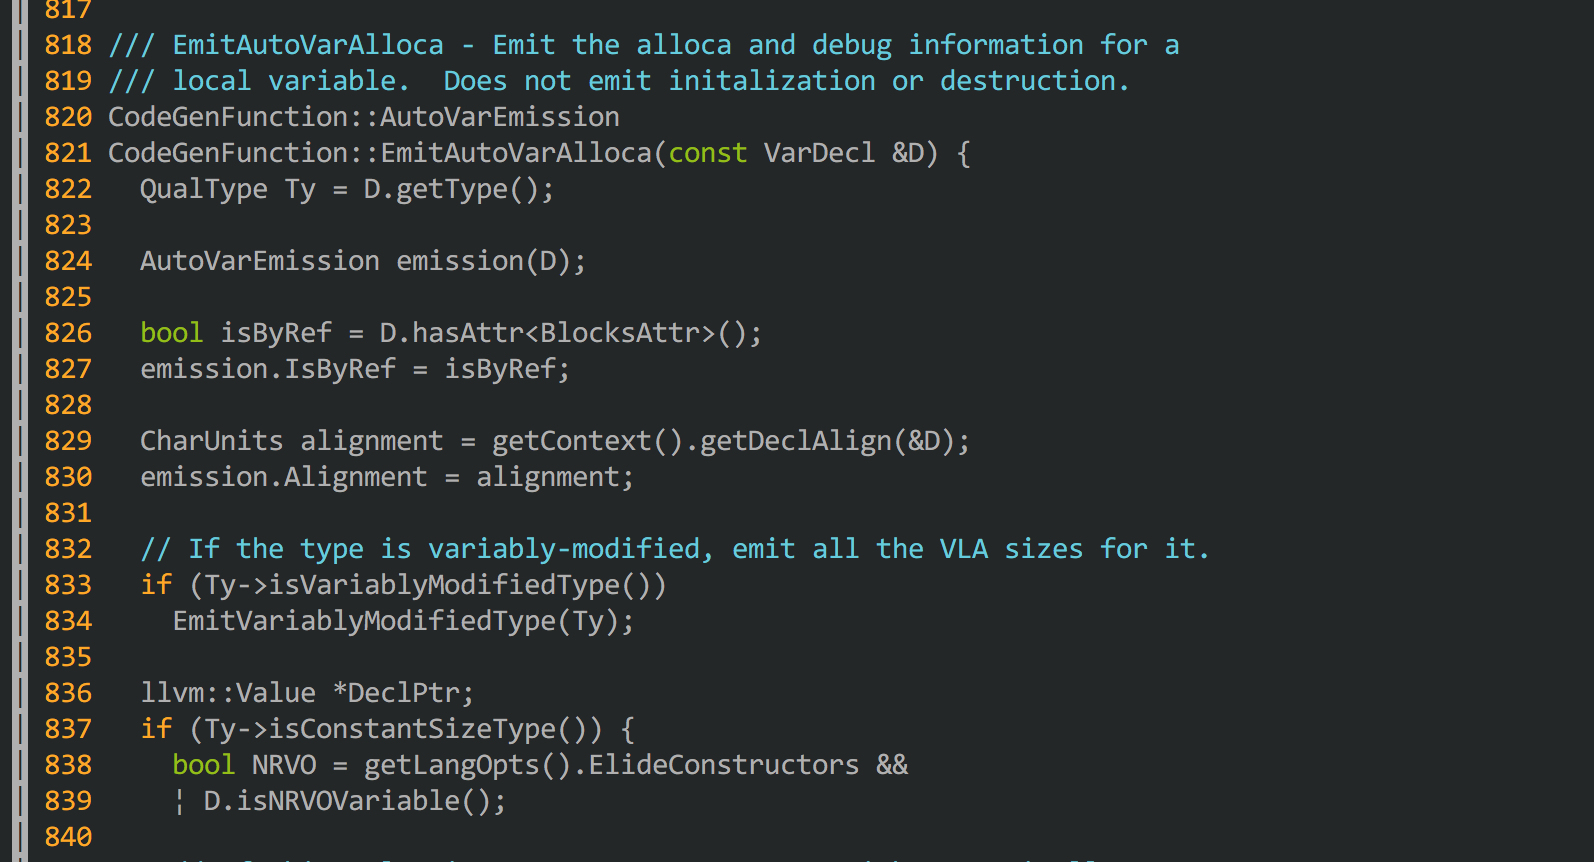 817
818 /// EmitAutoVarAlloca - Emit the alloca and debug information for a
819 /// local variable.  Does not emit initalization or destruction.
820 CodeGenFunction::AutoVarEmission
821 CodeGenFunction::EmitAutoVarAlloca(const VarDecl &D) {
822   QualType Ty = D.getType();
823
824   AutoVarEmission emission(D);
825
826   bool isByRef = D.hasAttr<BlocksAttr>();
827   emission.IsByRef = isByRef;
828
829   CharUnits alignment = getContext().getDeclAlign(&D);
830   emission.Alignment = alignment;
831
832   // If the type is variably-modified, emit all the VLA sizes for it.
833   if (Ty->isVariablyModifiedType())
834     EmitVariablyModifiedType(Ty);
835
836   llvm::Value *DeclPtr;
837   if (Ty->isConstantSizeType()) {
838     bool NRVO = getLangOpts().ElideConstructors &&
839     ¦ D.isNRVOVariable();
840